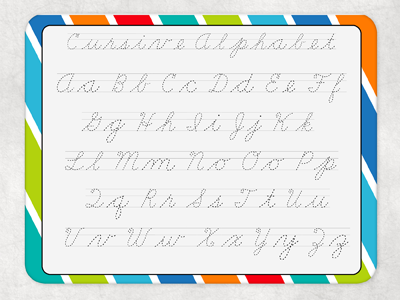 Cursive Alphabet
Aa Bb Cc Dd Ee Ff
Gg Hh Ii Jj Kk
Ll Mm Nn Oo Pp
Qq Rr Ss Tt Uu
Vv Ww Xx Yy Zz